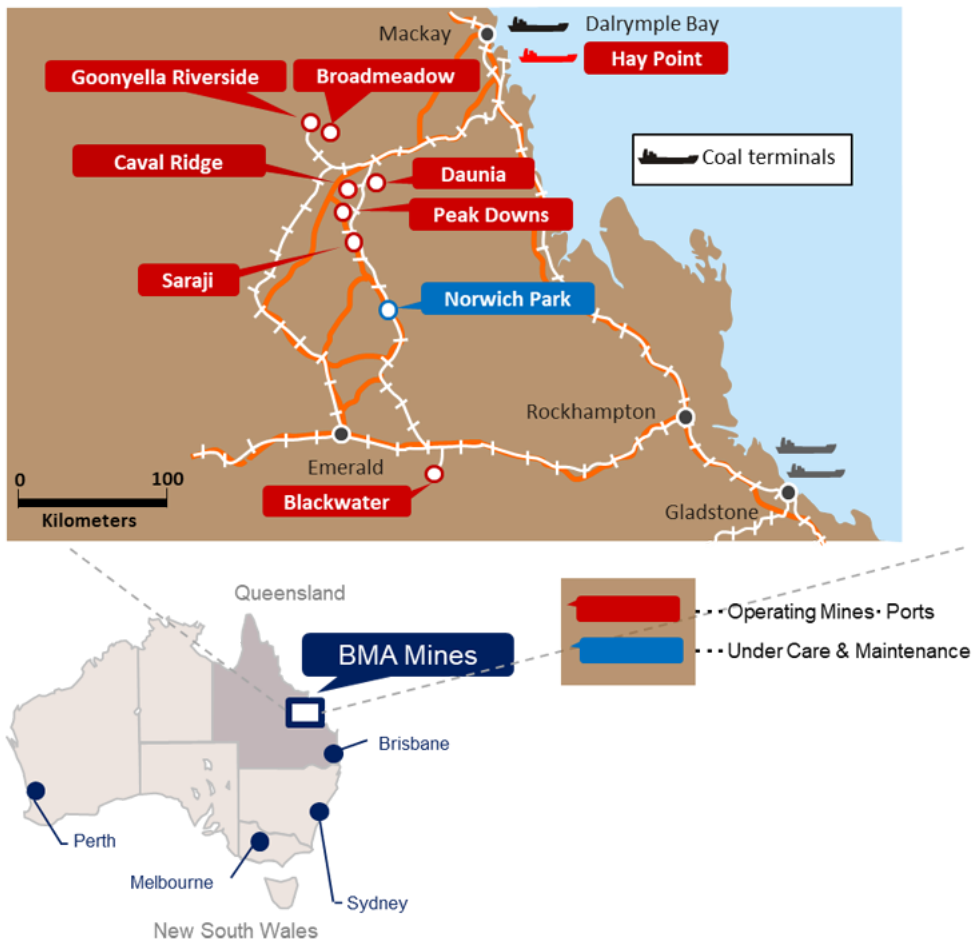 Mackay
Dalrymple Bay
Hay Point
Goonyella Riverside
Broadmeadow
Coal terminals
Caval Ridge
Daunia
Peak Downs
Saraji
Norwich Park
Rockhampton
Emerald
0 100
Kilometers
Blackwater
Gladstone
Queensland
BMA Mines
Operating Mines・Ports
Under Care & Maintenance
Brisbane
Perth
Melbourne
Sydney
New South Wales